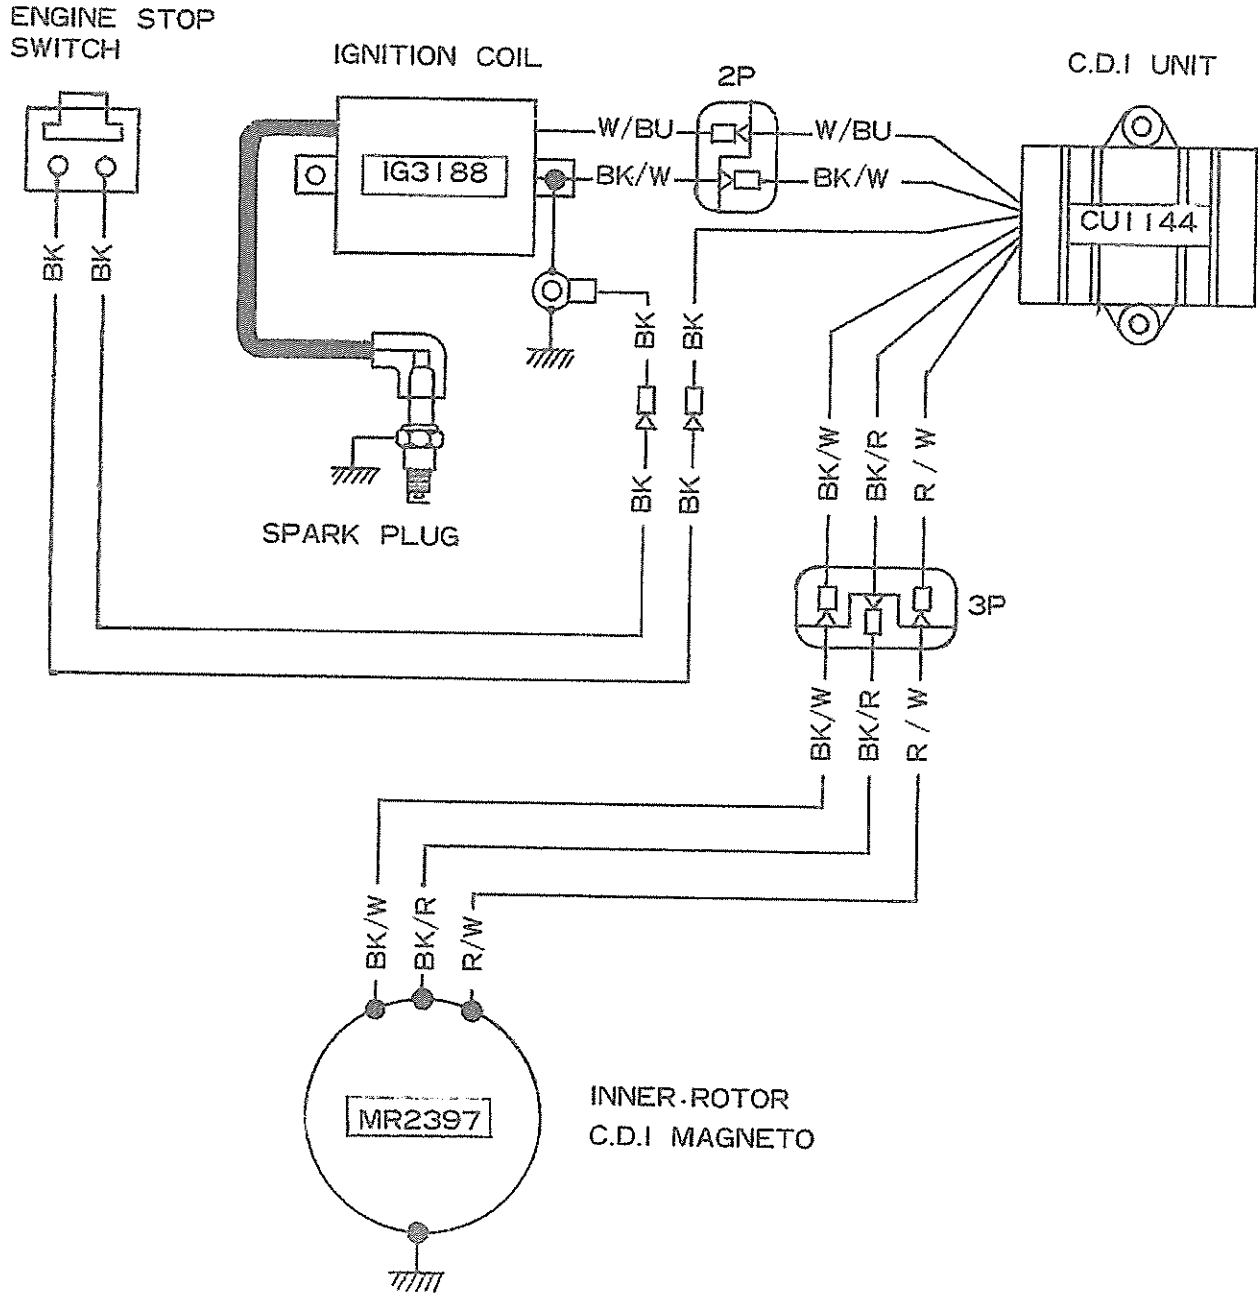 ENGINE STOP
SWITCH
IGNITION COIL
2P
C.D.I UNIT
W/BU
W/BU
IG3188
BK/W
BK/W
CU1144
BK
BK
BK
BK
BK/W
BK/R
R/W
BK
BK
SPARK PLUG
3P
BK/W
BK/R
R/W
BK/W
BK/R
R/W
MR2397
INNER·ROTOR
C.D.I MAGNETO